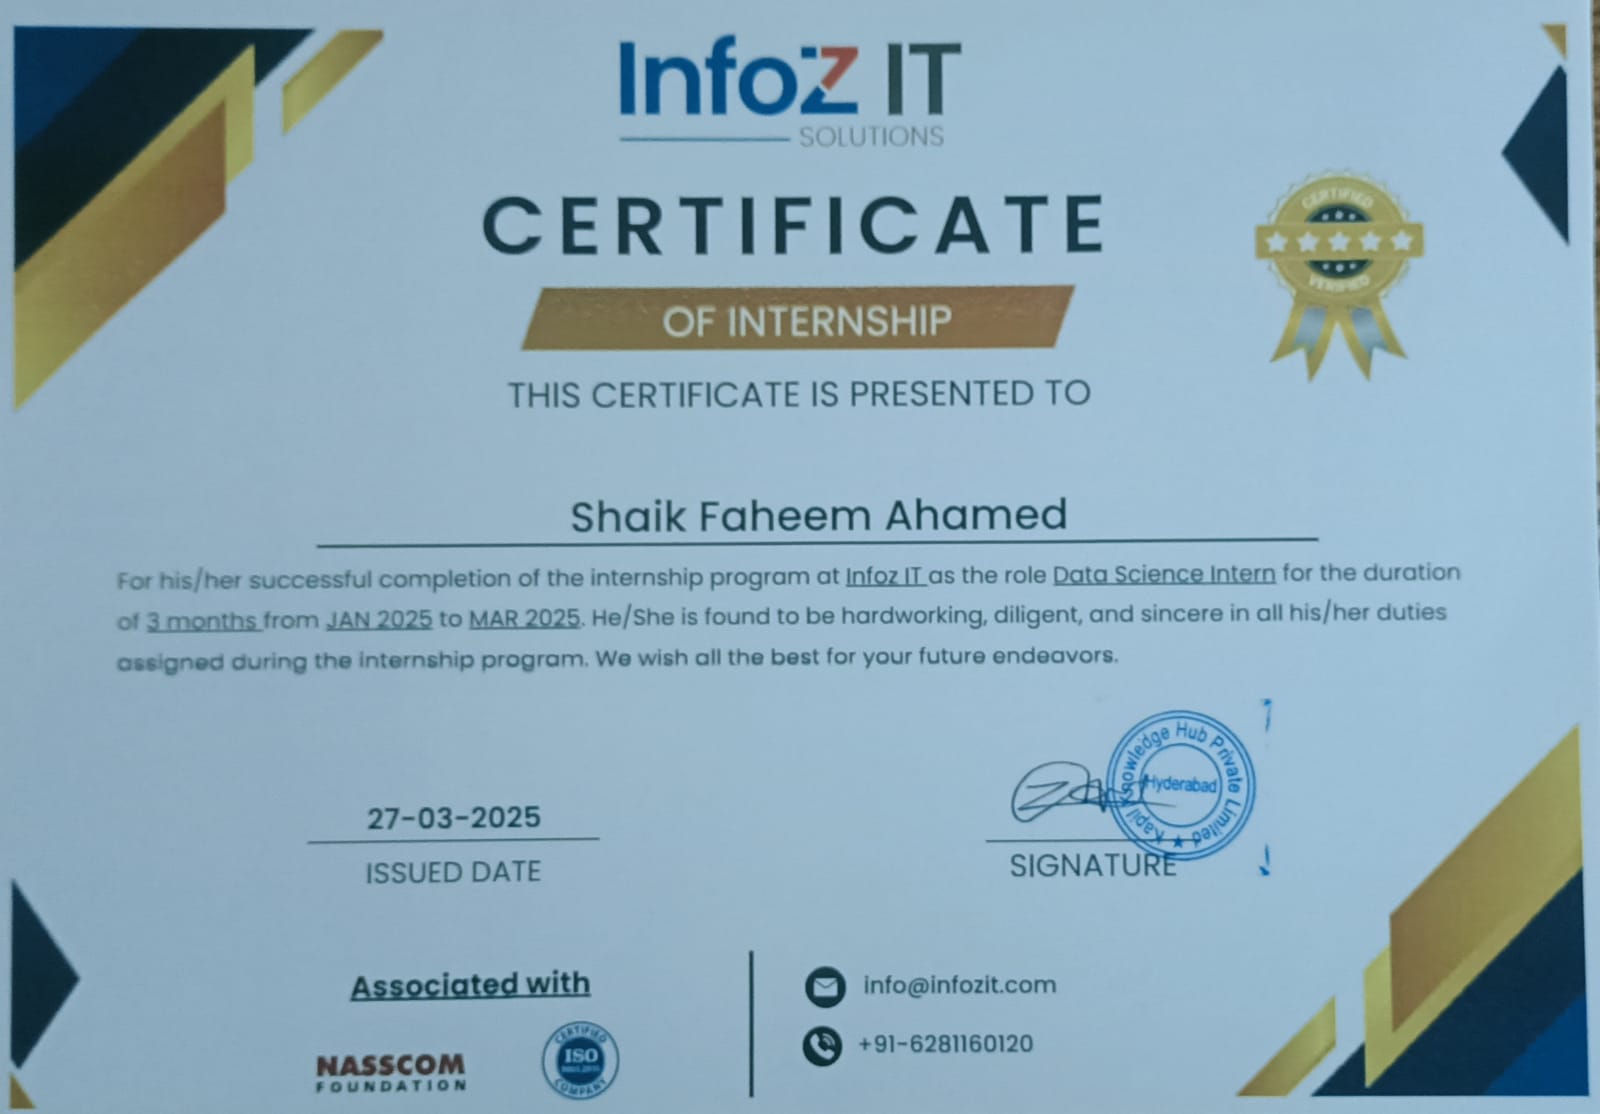 Infoz IT
SOLUTIONS
CERTIFICATE
OF INTERNSHIP
THIS CERTIFICATE IS PRESENTED TO
CERTIFIED
VERIFIED
Shaik Faheem Ahamed
For his/her successful completion of the internship program at Infoz IT as the role Data Science Intern for the duration
of 3 months from JAN 2025 to MAR 2025. He/She is found to be hardworking, diligent, and sincere in all his/her duties
assigned during the internship program. We wish all the best for your future endeavors.
27-03-2025
ISSUED DATE
Kapil Knowledge Hub Private Limited
Hyderabad
SIGNATURE
Associated with
NASSCOM
FOUNDATION
CERTIFIED
ISO
COMPANY
info@infozit.com
+91-6281160120